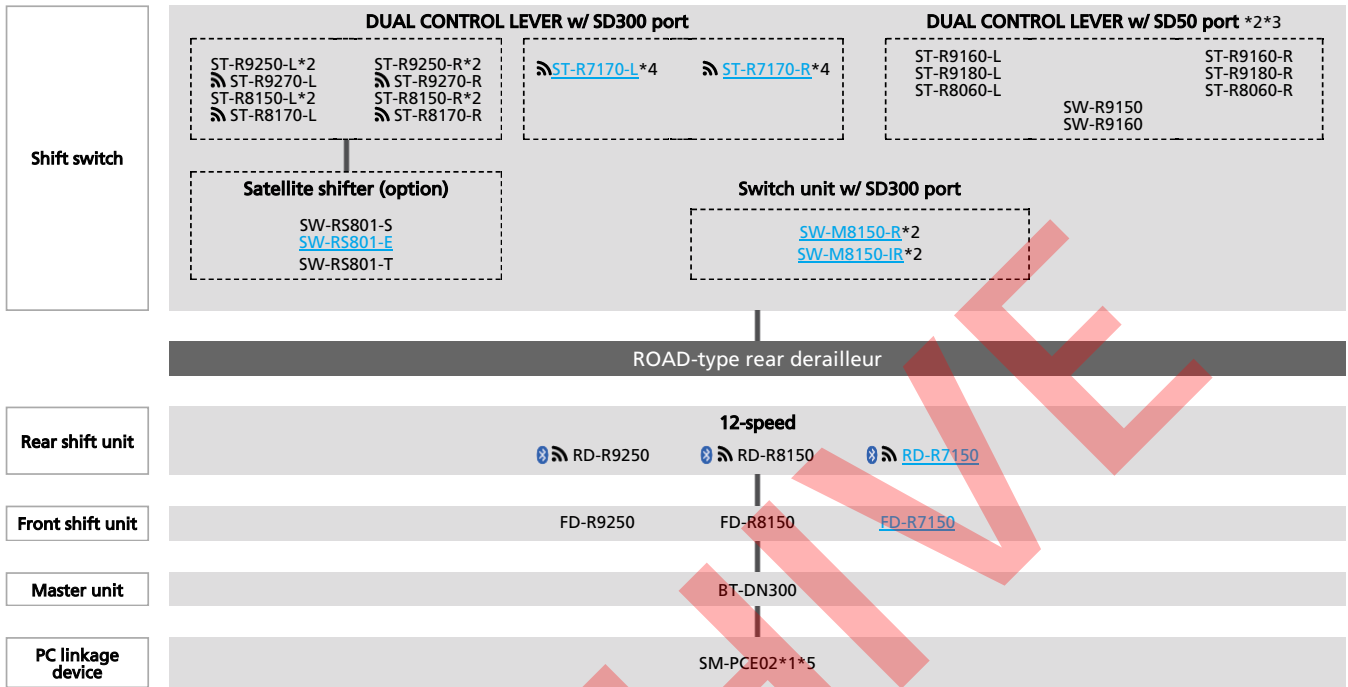 DUAL CONTROL LEVER w/ SD300 port
DUAL CONTROL LEVER w/ SD50 port *2*3
Shift switch
ST-R9250-L*2 ST-R9250-R*2
ST-R9270-L ST-R9270-R
ST-R8150-L*2 ST-R8150-R*2
ST-R8170-L ST-R8170-R
ST-R7170-L*4 ST-R7170-R*4
ST-R9160-L ST-R9160-R
ST-R9180-L ST-R9180-R
ST-R8060-L ST-R8060-R
SW-R9150
SW-R9160
Satellite shifter (option)
SW-RS801-S
SW-RS801-E
SW-RS801-T
Switch unit w/ SD300 port
SW-M8150-R*2
SW-M8150-IR*2
ROAD-type rear derailleur
Rear shift unit
12-speed
RD-R9250 RD-R8150 RD-R7150
Front shift unit
FD-R9250 FD-R8150 FD-R7150
Master unit
BT-DN300
PC linkage
device
SM-PCE02*1*5